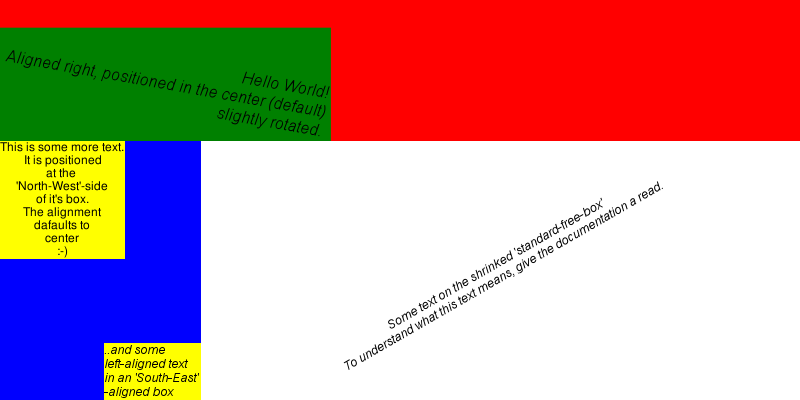 Hello World!
Aligned right, positioned in the center (default)
slightly rotated.
This is some more text.
It is positioned
at the
'North-West'-side
of it's box.
The alignment
dafaults to
center
:-)
Some text on the shrinked 'standard-free-box'
To understand what this text means, give the documentation a read.
..and some
left-aligned text
in an 'South-East'
-aligned box